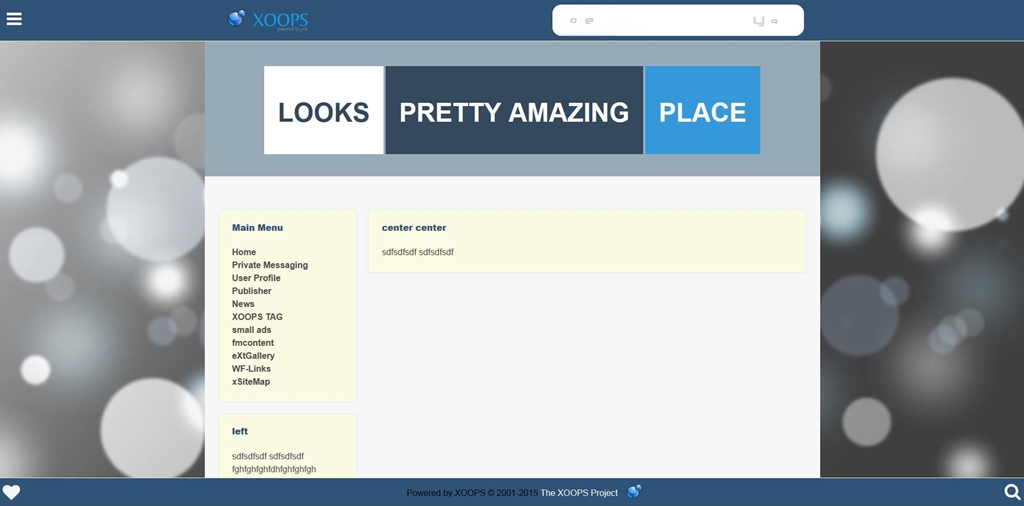 XOOPS
powered by you
LOOKS PRETTY AMAZING PLACE
Main Menu
Home
Private Messaging
User Profile
Publisher
News
XOOPS TAG
small ads
fmcontent
eXtGallery
WF-Links
xSiteMap
left
sdfsdfsdf sdfsdfsdf
fghfghfghfdhfghfghfgh
center center
sdfsdfsdf sdfsdfsdf
Powered by XOOPS © 2001-2015 The XOOPS Project